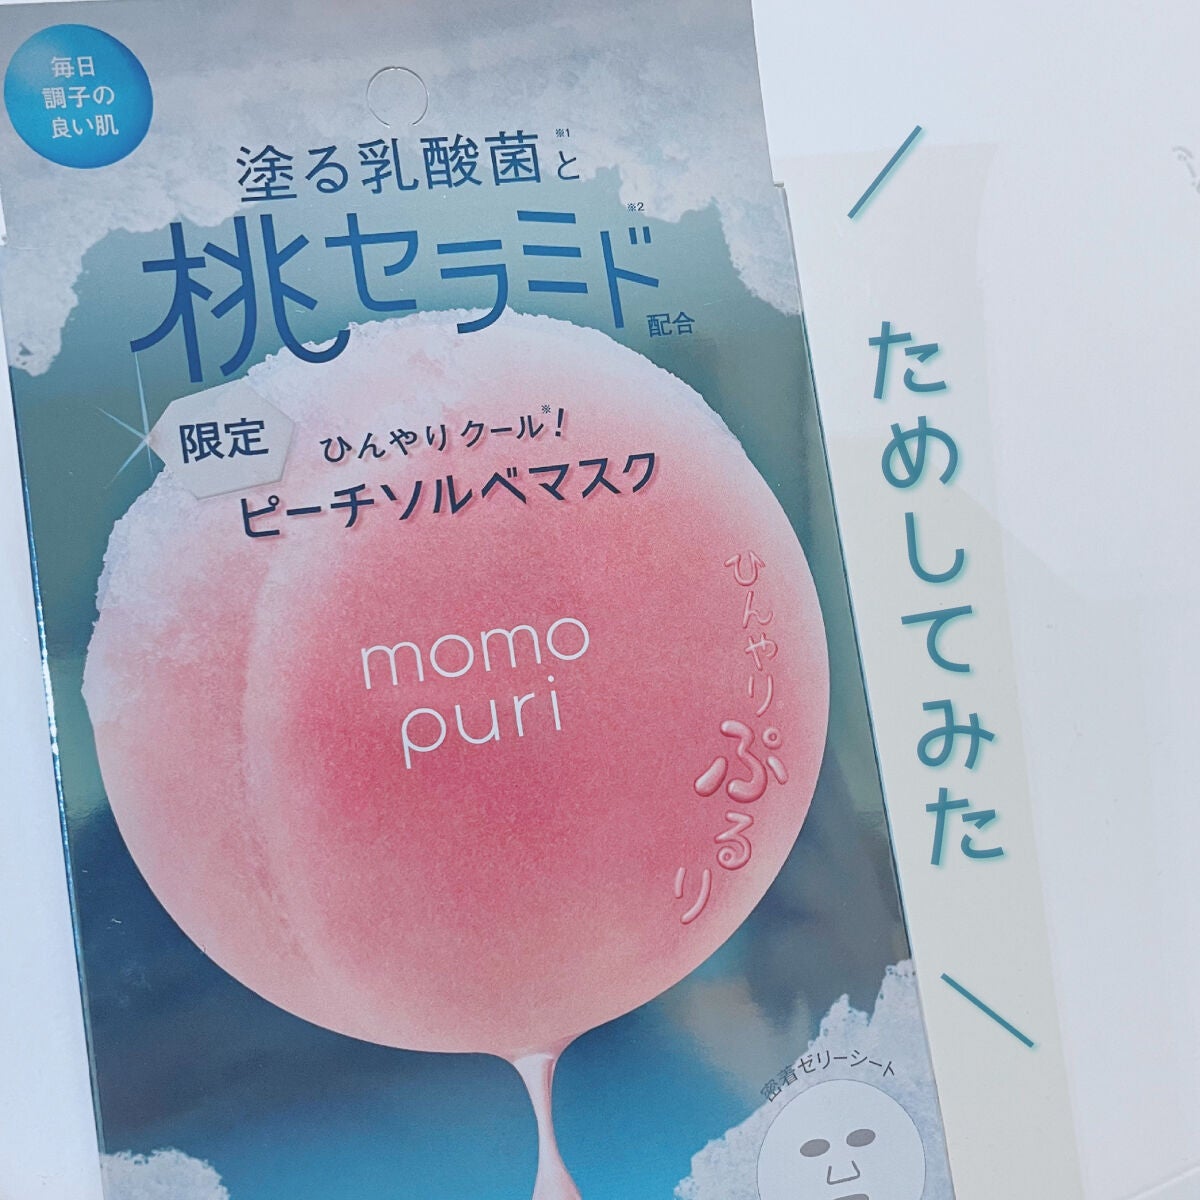 毎日
調子の
良い肌
塗る乳酸菌※1と
桃セラミド※2
配合
限定
ひんやりクール※!
ピーチソルベマスク
momo
puri
ひんやり
ぷるり
密着ゼリーシート
＼ためしてみた／